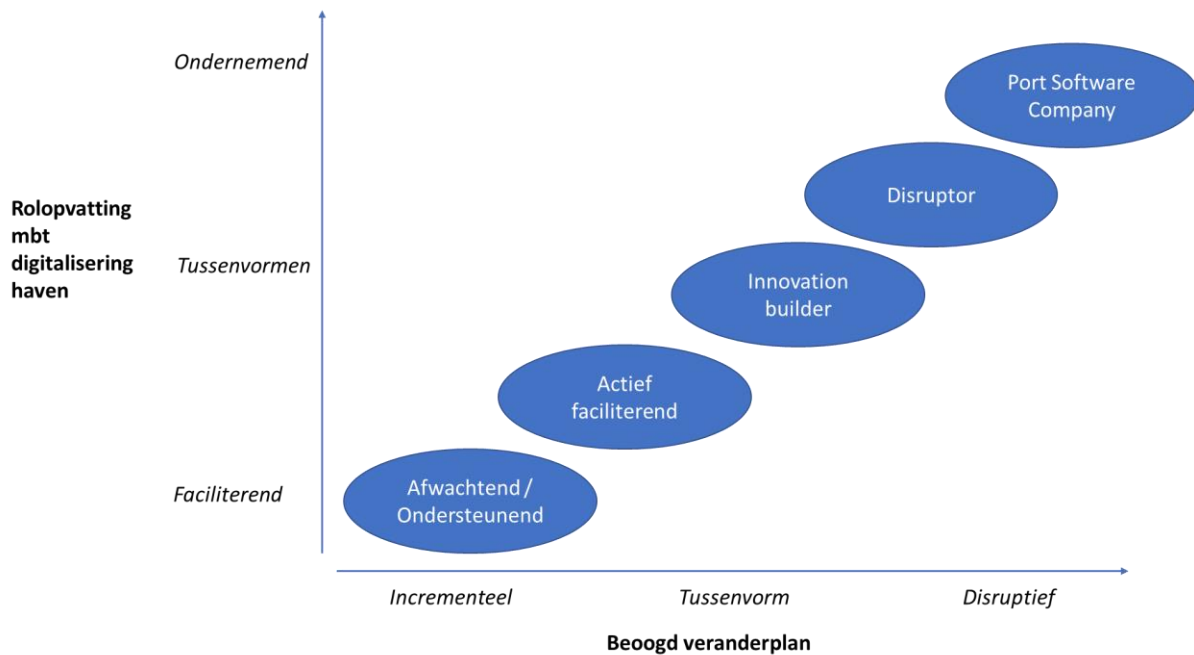 Ondernemend
Port Software
Company
Disruptor
Rolopvatting
mbt
digitalisering
haven
Tussenvormen
Innovation
builder
Actief
faciliterend
Faciliterend
Afwachtend /
Ondersteunend
Incrementeel
Tussenvorm
Disruptief
Beoogd veranderplan